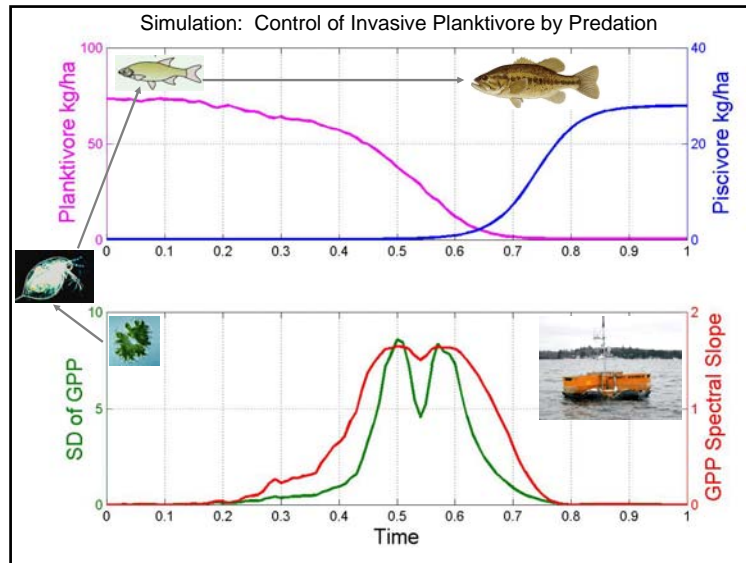 Simulation: Control of Invasive Planktivore by Predation
Planktivore kg/ha
100
50
0
Piscivore kg/ha
40
20
0
0 0.1 0.2 0.3 0.4 0.5 0.6 0.7 0.8 0.9 1
SD of GPP
10
5
0
GPP Spectral Slope
2
1
0
0 0.1 0.2 0.3 0.4 0.5 0.6 0.7 0.8 0.9 1
Time